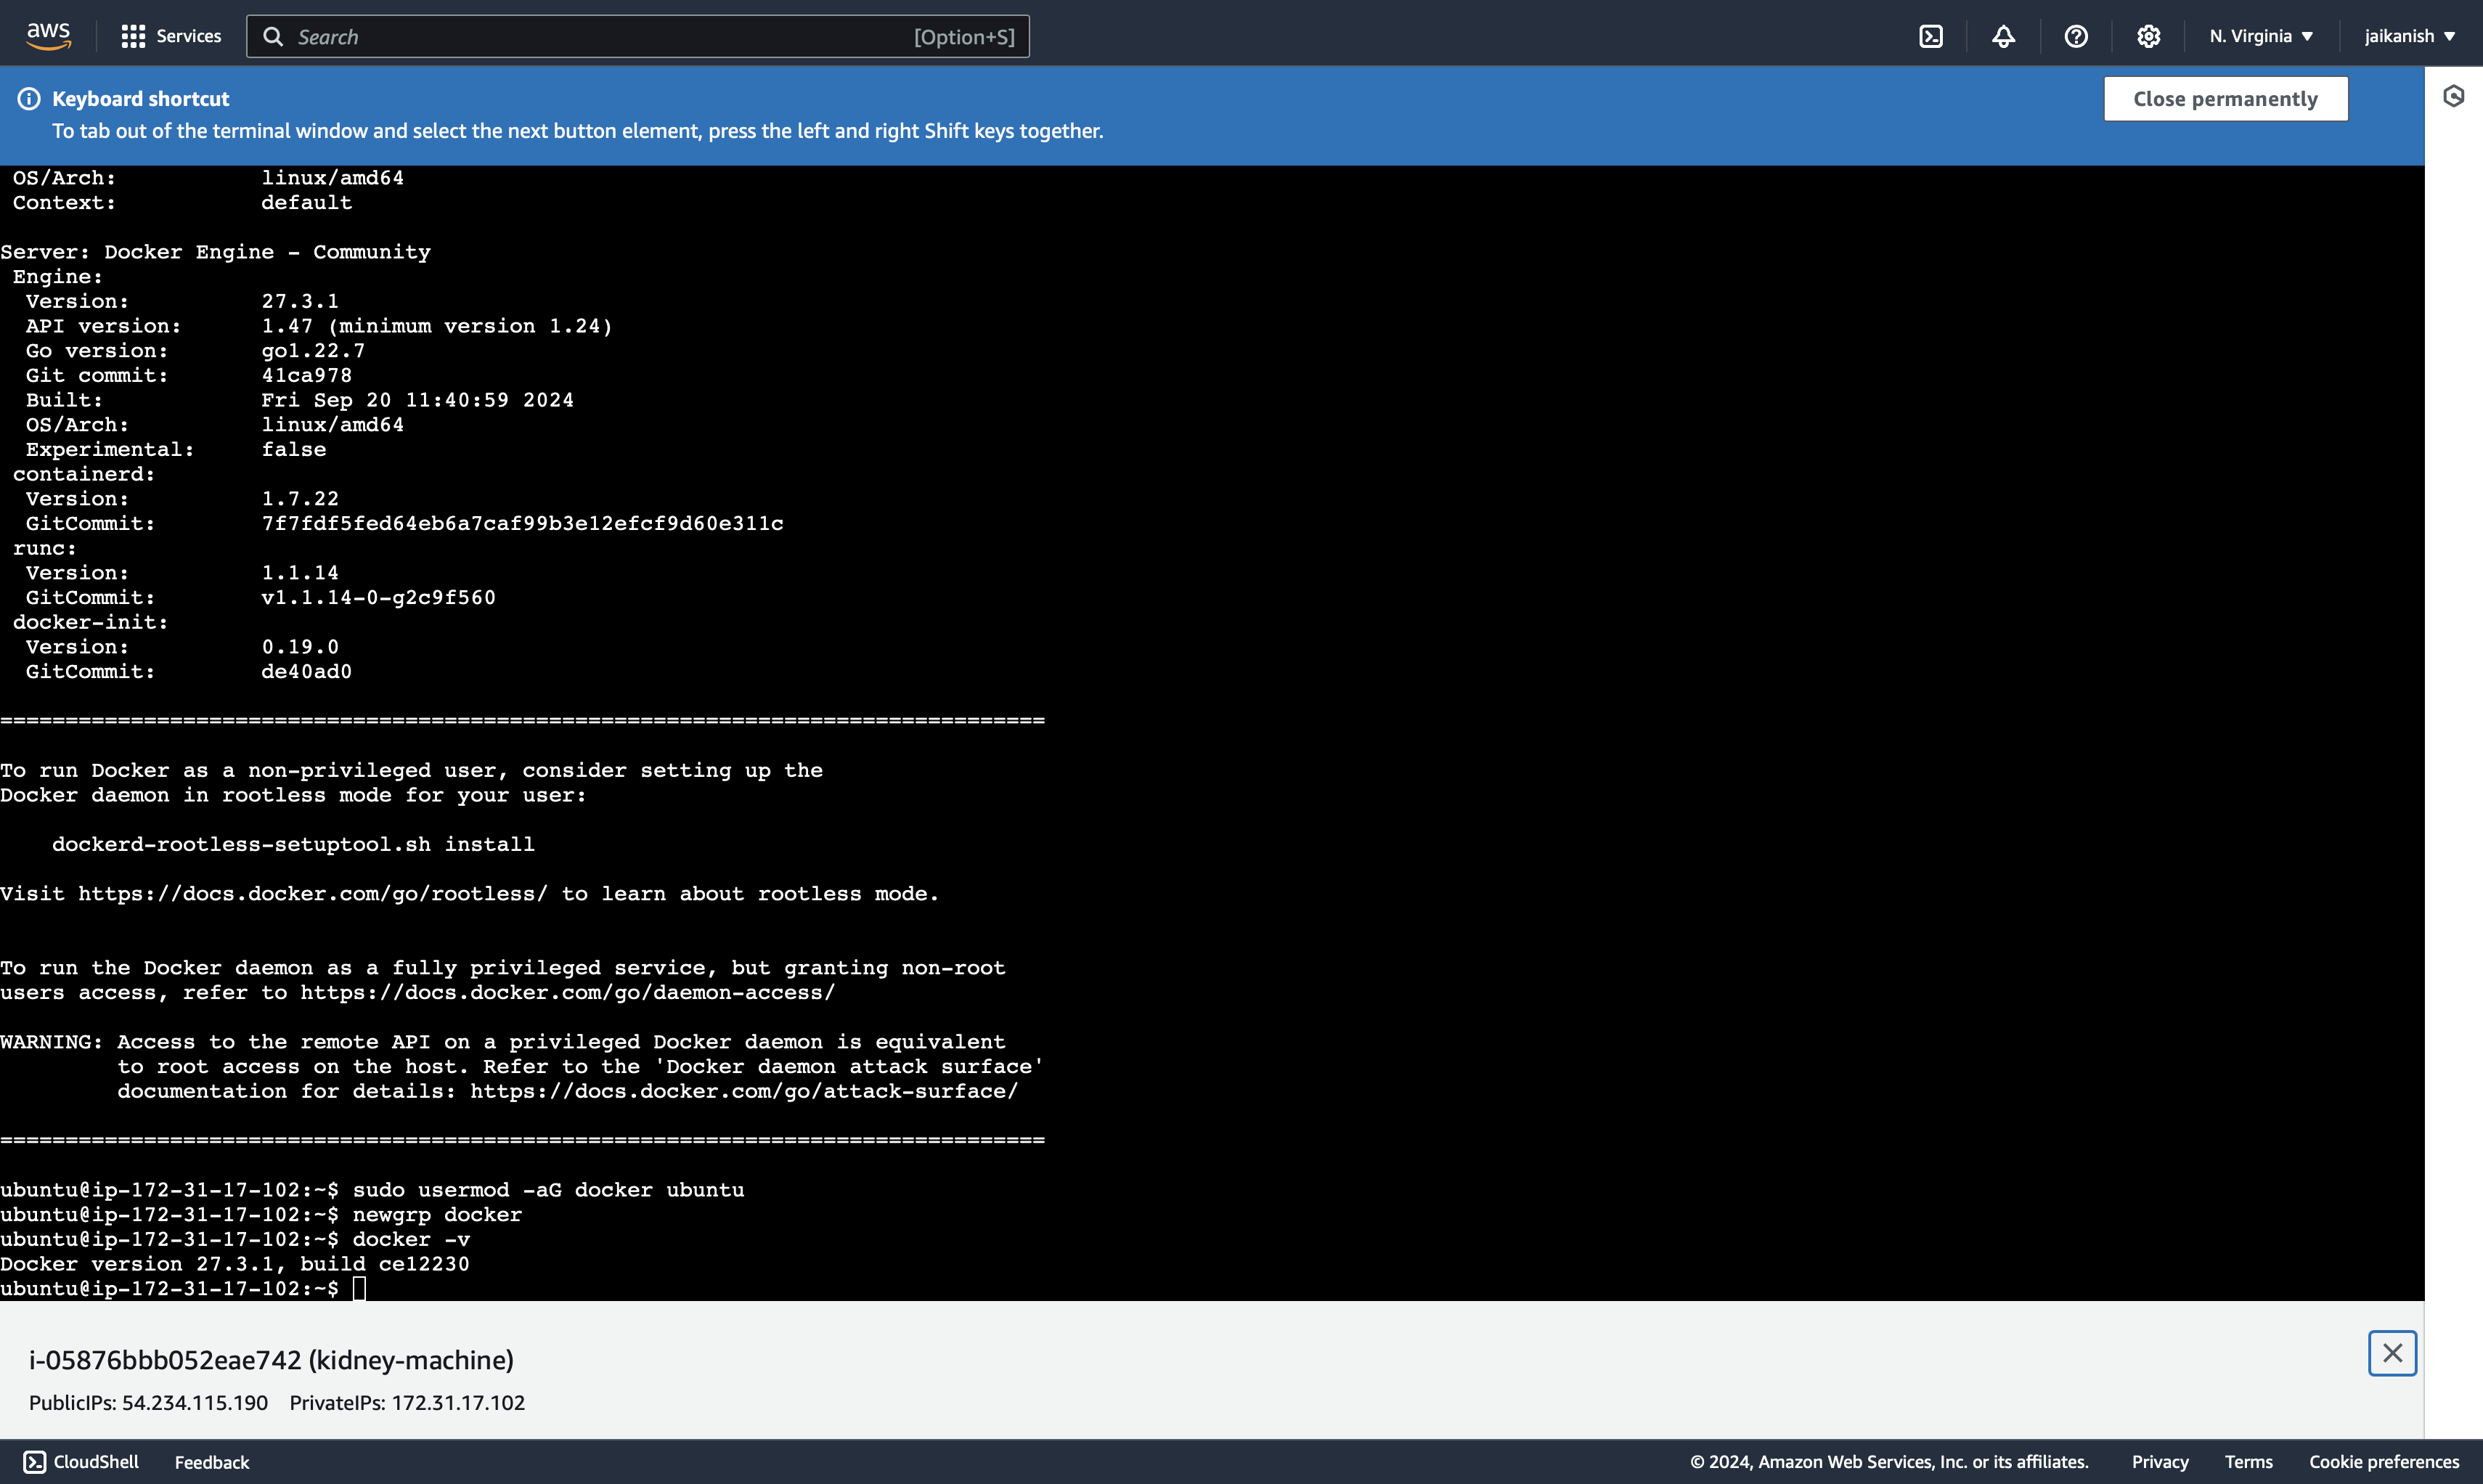 aws
Services
Search
[Option+S]
N. Virginia
jaikanish
Keyboard shortcut
To tab out of the terminal window and select the next button element, press the left and right Shift keys together.
Close permanently
OS/Arch: linux/amd64
Context: default
Server: Docker Engine - Community
Engine:
Version: 27.3.1
API version: 1.47 (minimum version 1.24)
Go version: go1.22.7
Git commit: 41ca978
Built: Fri Sep 20 11:40:59 2024
OS/Arch: linux/amd64
Experimental: false
containerd:
Version: 1.7.22
GitCommit: 7f7fdf5fed64eb6a7caf99b3e12efcf9d60e311c
runc:
Version: 1.1.14
GitCommit: v1.1.14-0-g2c9f560
docker-init:
Version: 0.19.0
GitCommit: de40ad0
================================================================================
To run Docker as a non-privileged user, consider setting up the
Docker daemon in rootless mode for your user:
dockerd-rootless-setuptool.sh install
Visit https://docs.docker.com/go/rootless/ to learn about rootless mode.
To run the Docker daemon as a fully privileged service, but granting non-root
users access, refer to https://docs.docker.com/go/daemon-access/
WARNING: Access to the remote API on a privileged Docker daemon is equivalent
to root access on the host. Refer to the 'Docker daemon attack surface'
documentation for details: https://docs.docker.com/go/attack-surface/
================================================================================
ubuntu@ip-172-31-17-102:~$ sudo usermod -aG docker ubuntu
ubuntu@ip-172-31-17-102:~$ newgrp docker
ubuntu@ip-172-31-17-102:~$ docker -v
Docker version 27.3.1, build ce12230
ubuntu@ip-172-31-17-102:~$
i-05876bbb052eae742 (kidney-machine)
PublicIPs: 54.234.115.190 PrivateIPs: 172.31.17.102
CloudShell
Feedback
© 2024, Amazon Web Services, Inc. or its affiliates.
Privacy
Terms
Cookie preferences